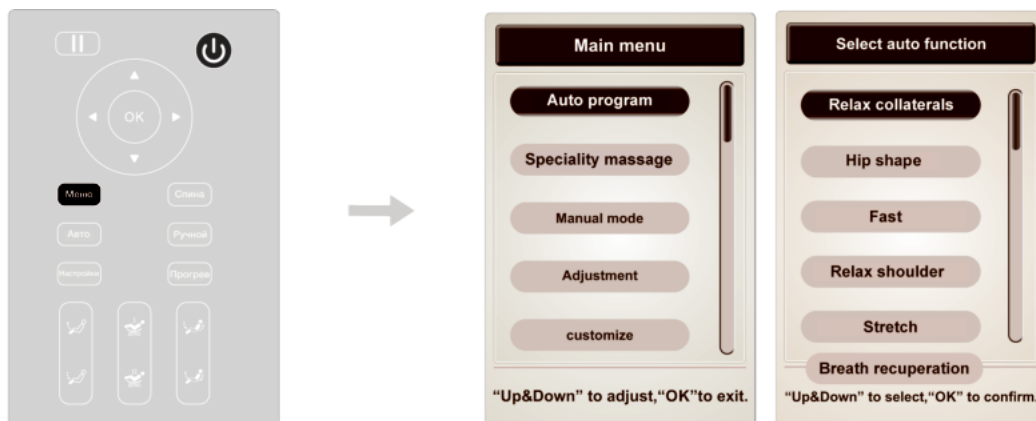 OK
Меню
Спина
Авто
Ручной
Настройки
Прогрев
Main menu
Auto program
Speciality massage
Manual mode
Adjustment
customize
“Up&Down” to adjust,“OK”to exit.
Select auto function
Relax collaterals
Hip shape
Fast
Relax shoulder
Stretch
Breath recuperation
“Up&Down” to select,“OK” to confirm.